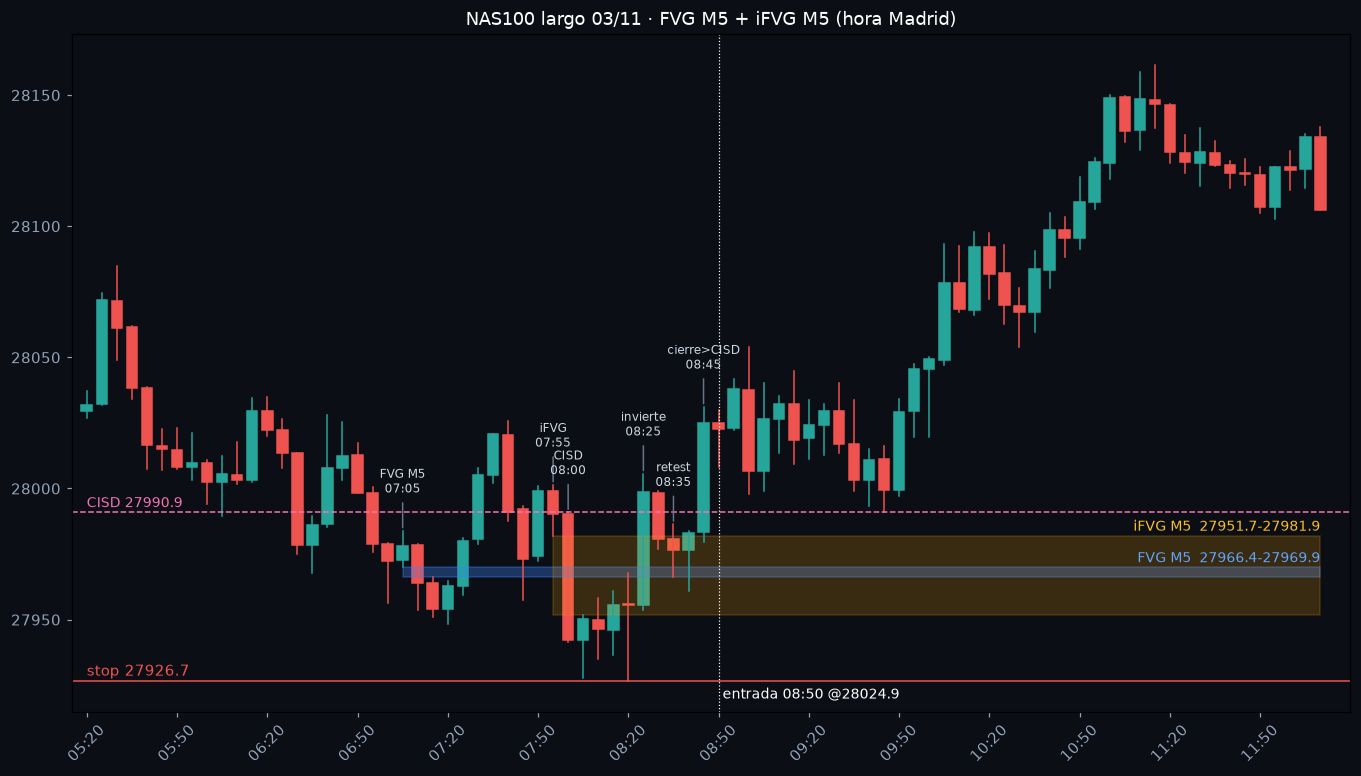 NAS100 largo 03/11 · FVG M5 + iFVG M5 (hora Madrid)
28150
28100
28050
28000
27950
cierre>CISD
08:45
invierte
08:25
iFVG
07:55
CISD
08:00
retest
08:35
FVG M5
07:05
CISD 27990.9
iFVG M5  27951.7-27981.9
FVG M5  27966.4-27969.9
stop 27926.7
entrada 08:50 @28024.9
05:20
05:50
06:20
06:50
07:20
07:50
08:20
08:50
09:20
09:50
10:20
10:50
11:20
11:50